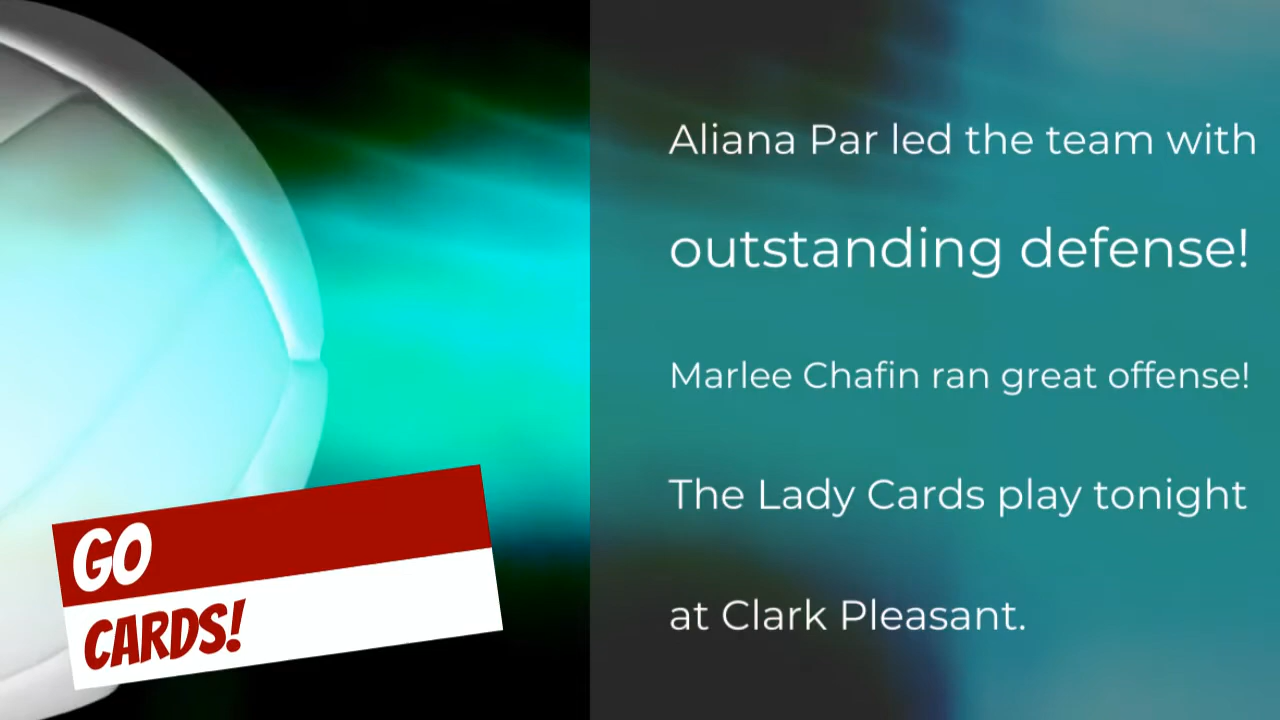 Aliana Par led the team with
outstanding defense!
Marlee Chafin ran great offense!
The Lady Cards play tonight
at Clark Pleasant.
GO
CARDS!